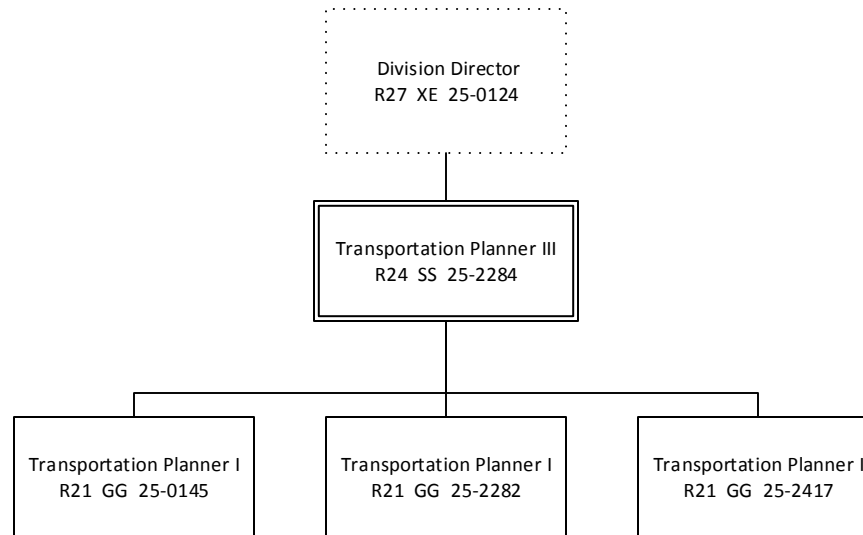 Division Director
R27 XE 25-0124
Transportation Planner III
R24 SS 25-2284
Transportation Planner I
R21 GG 25-0145
Transportation Planner I
R21 GG 25-2282
Transportation Planner I
R21 GG 25-2417